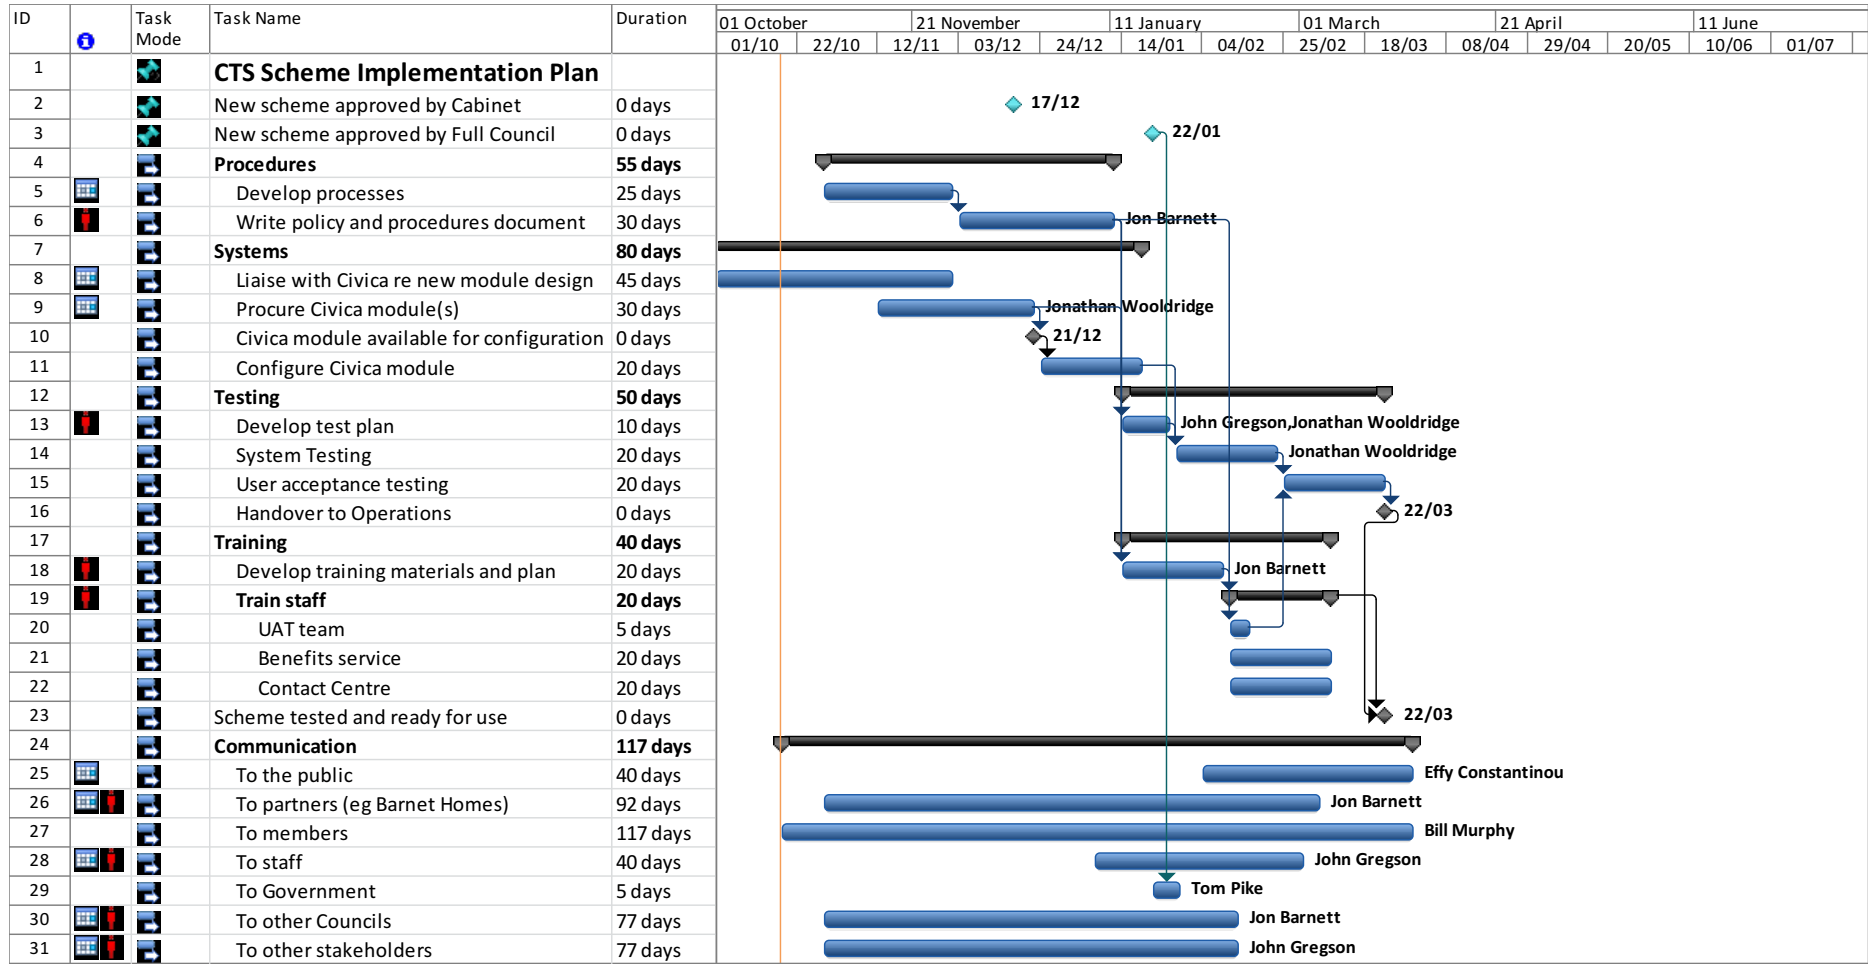 ID Task Mode Task Name Duration 01 October 21 November 11 January 01 March 21 April 11 June
01/10 22/10 12/11 03/12 24/12 14/01 04/02 25/02 18/03 08/04 29/04 20/05 10/06 01/07
1 CTS Scheme Implementation Plan
2 New scheme approved by Cabinet 0 days 17/12
3 New scheme approved by Full Council 0 days 22/01
4 Procedures 55 days
5 Develop processes 25 days
6 Write policy and procedures document 30 days Jon Barnett
7 Systems 80 days
8 Liaise with Civica re new module design 45 days
9 Procure Civica module(s) 30 days Jonathan Wooldridge
10 Civica module available for configuration 0 days 21/12
11 Configure Civica module 20 days
12 Testing 50 days
13 Develop test plan 10 days John Gregson,Jonathan Wooldridge
14 System Testing 20 days Jonathan Wooldridge
15 User acceptance testing 20 days
16 Handover to Operations 0 days 22/03
17 Training 40 days
18 Develop training materials and plan 20 days Jon Barnett
19 Train staff 20 days
20 UAT team 5 days
21 Benefits service 20 days
22 Contact Centre 20 days
23 Scheme tested and ready for use 0 days 22/03
24 Communication 117 days
25 To the public 40 days Effy Constantinou
26 To partners (eg Barnet Homes) 92 days Jon Barnett
27 To members 117 days Bill Murphy
28 To staff 40 days John Gregson
29 To Government 5 days Tom Pike
30 To other Councils 77 days Jon Barnett
31 To other stakeholders 77 days John Gregson